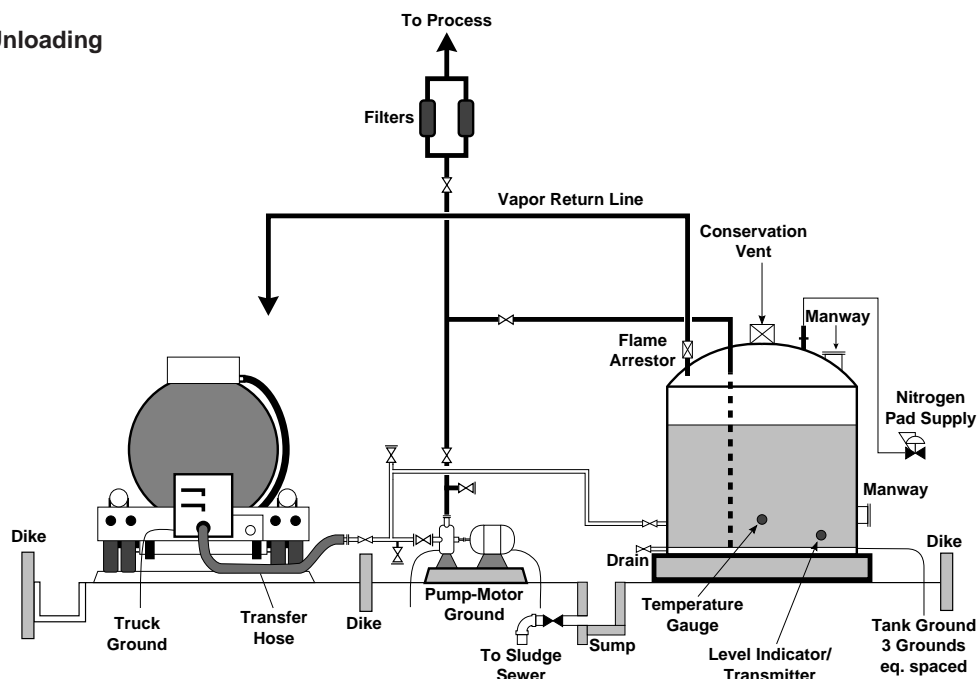 To Process
Filters
Vapor Return Line
Conservation
Vent
Manway
Flame
Arrestor
Nitrogen
Pad Supply
Manway
Dike
Drain
Dike
Pump-Motor
Ground
Temperature
Gauge
Truck
Ground
Transfer
Hose
Dike
Tank Ground
3 Grounds
eq. spaced
To Sludge
Sewer
Sump
Level Indicator/
Transmitter